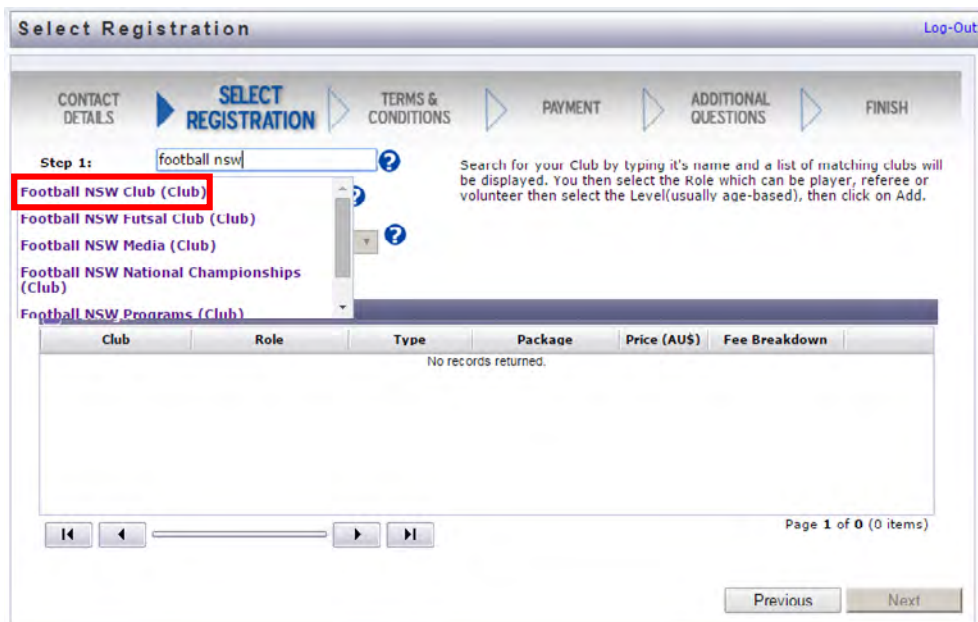 Select Registration
Log-Out
CONTACT
DETAILS
SELECT
REGISTRATION
TERMS &
CONDITIONS
PAYMENT
ADDITIONAL
QUESTIONS
FINISH
Step 1:
football nsw
Search for your Club by typing it's name and a list of matching clubs will
be displayed. You then select the Role which can be player, referee or
volunteer then select the Level(usually age-based), then click on Add.
Football NSW Club (Club)
Football NSW Futsal Club (Club)
Football NSW Media (Club)
Football NSW National Championships
(Club)
Football NSW Programs (Club)
Club Role Type Package Price (AU$) Fee Breakdown
No records returned.
Page 1 of 0 (0 items)
Previous Next